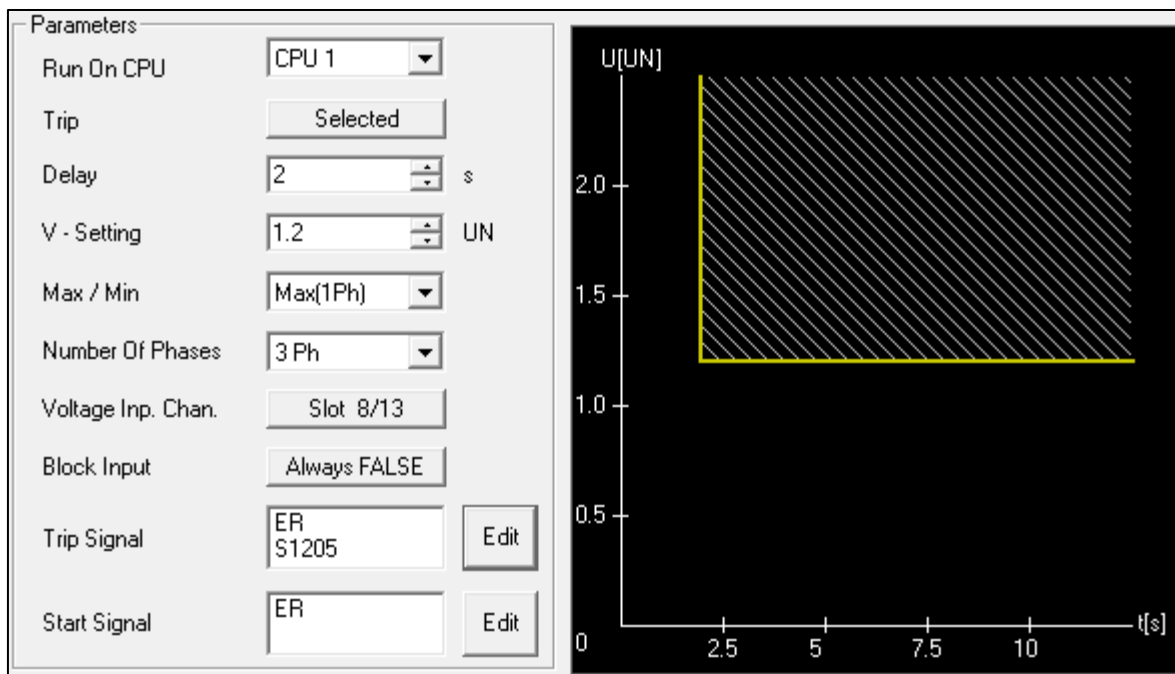 Parameters
Run On CPU CPU 1
Trip Selected
Delay 2 s
V - Setting 1.2 UN
Max / Min Max(1Ph)
Number Of Phases 3 Ph
Voltage Inp. Chan. Slot 8/13
Block Input Always FALSE
Trip Signal ER
S1205 Edit
Start Signal ER Edit
U[UN]
2.0
1.5
1.0
0.5
0 2.5 5 7.5 10 t[s]